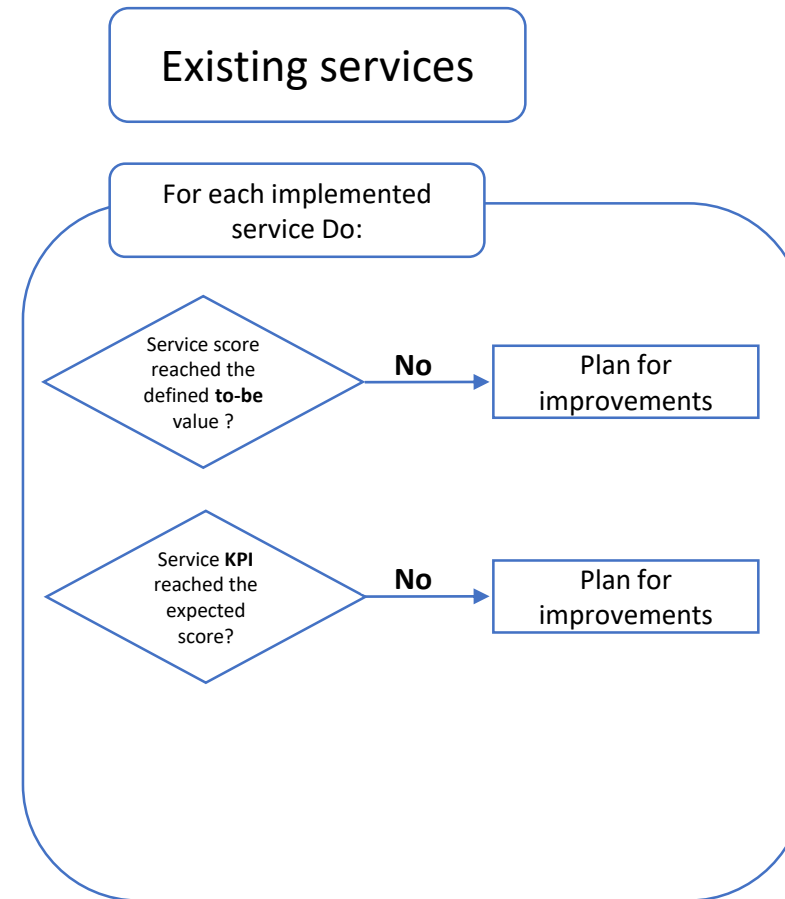 Existing services
For each implemented
service Do:
Service score
reached the
defined to-be
value ?
No
Plan for
improvements
Service KPI
reached the
expected
score?
No
Plan for
improvements